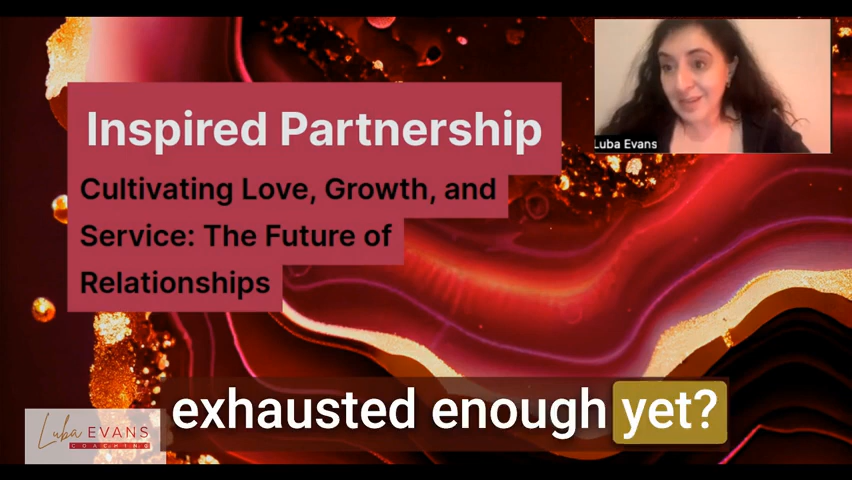 Inspired Partnership
Cultivating Love, Growth, and
Service: The Future of
Relationships
Luba Evans
exhausted enough yet?
Luba EVANS
COACHING